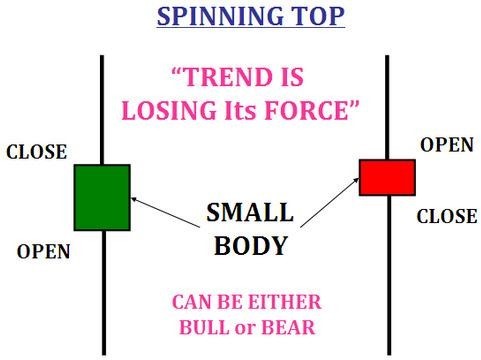 SPINNING TOP
"TREND IS
LOSING Its FORCE"
CLOSE
OPEN
SMALL
BODY
OPEN
CLOSE
CAN BE EITHER
BULL or BEAR